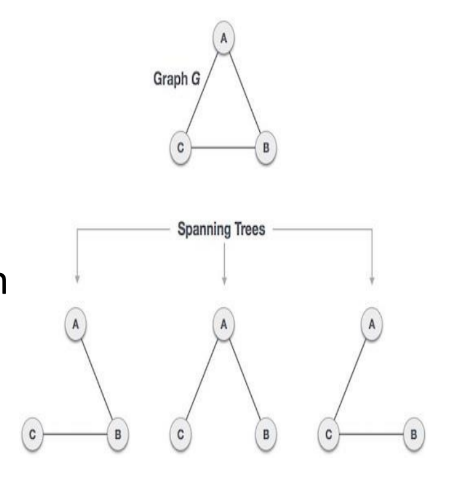 A
Graph G
C B
Spanning Trees
n
A A A
C B C B C B